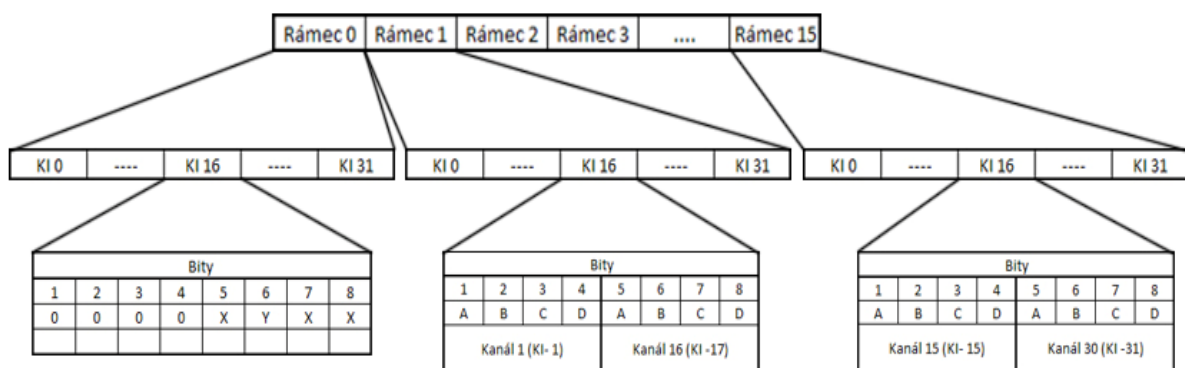 Rámec 0 Rámec 1 Rámec 2 Rámec 3 .... Rámec 15
KI 0 ---- KI 16 ---- KI 31 KI 0 ---- KI 16 ---- KI 31 KI 0 ---- KI 16 ---- KI 31
Bity
1 2 3 4 5 6 7 8
0 0 0 0 X Y X X
Bity
1 2 3 4 5 6 7 8
A B C D A B C D
Kanál 1 (KI- 1) Kanál 16 (KI -17)
Bity
1 2 3 4 5 6 7 8
A B C D A B C D
Kanál 15 (KI- 15) Kanál 30 (KI -31)